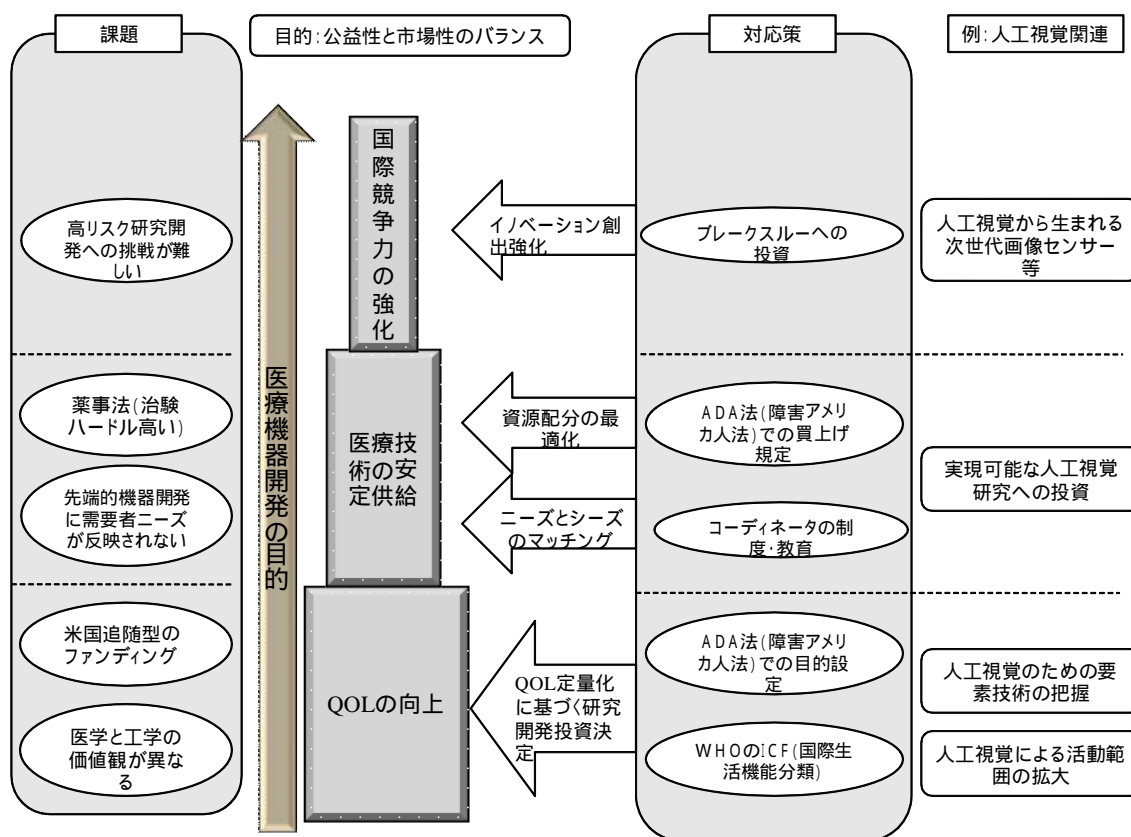 課題
目的:公益性と市場性のバランス
対応策
例:人工視覚関連
高リスク研究開
発への挑戦が難
しい
薬事法(治験
ハードル高い)
先端的機器開発
に需要者ニーズ
が反映されない
米国追随型の
ファンディング
医学と工学の
価値観が異な
る
医療機器開発の目的
国際競争力の強化
医療技
術の安
定供給
QOLの向上
イノベーション創
出強化
資源配分の最
適化
ニーズとシーズ
のマッチング
QOL定量化
に基づく研究
開発投資決
定
ブレークスルーへの
投資
ADA法(障害アメリ
カ人法)での買上げ
規定
コーディネータの制
度・教育
ADA法(障害アメリ
カ人法)での目的設
定
WHOのICF(国際生
活機能分類)
人工視覚から生まれる
次世代画像センサー
等
実現可能な人工視覚
研究への投資
人工視覚のための要
素技術の把握
人工視覚による活動範
囲の拡大